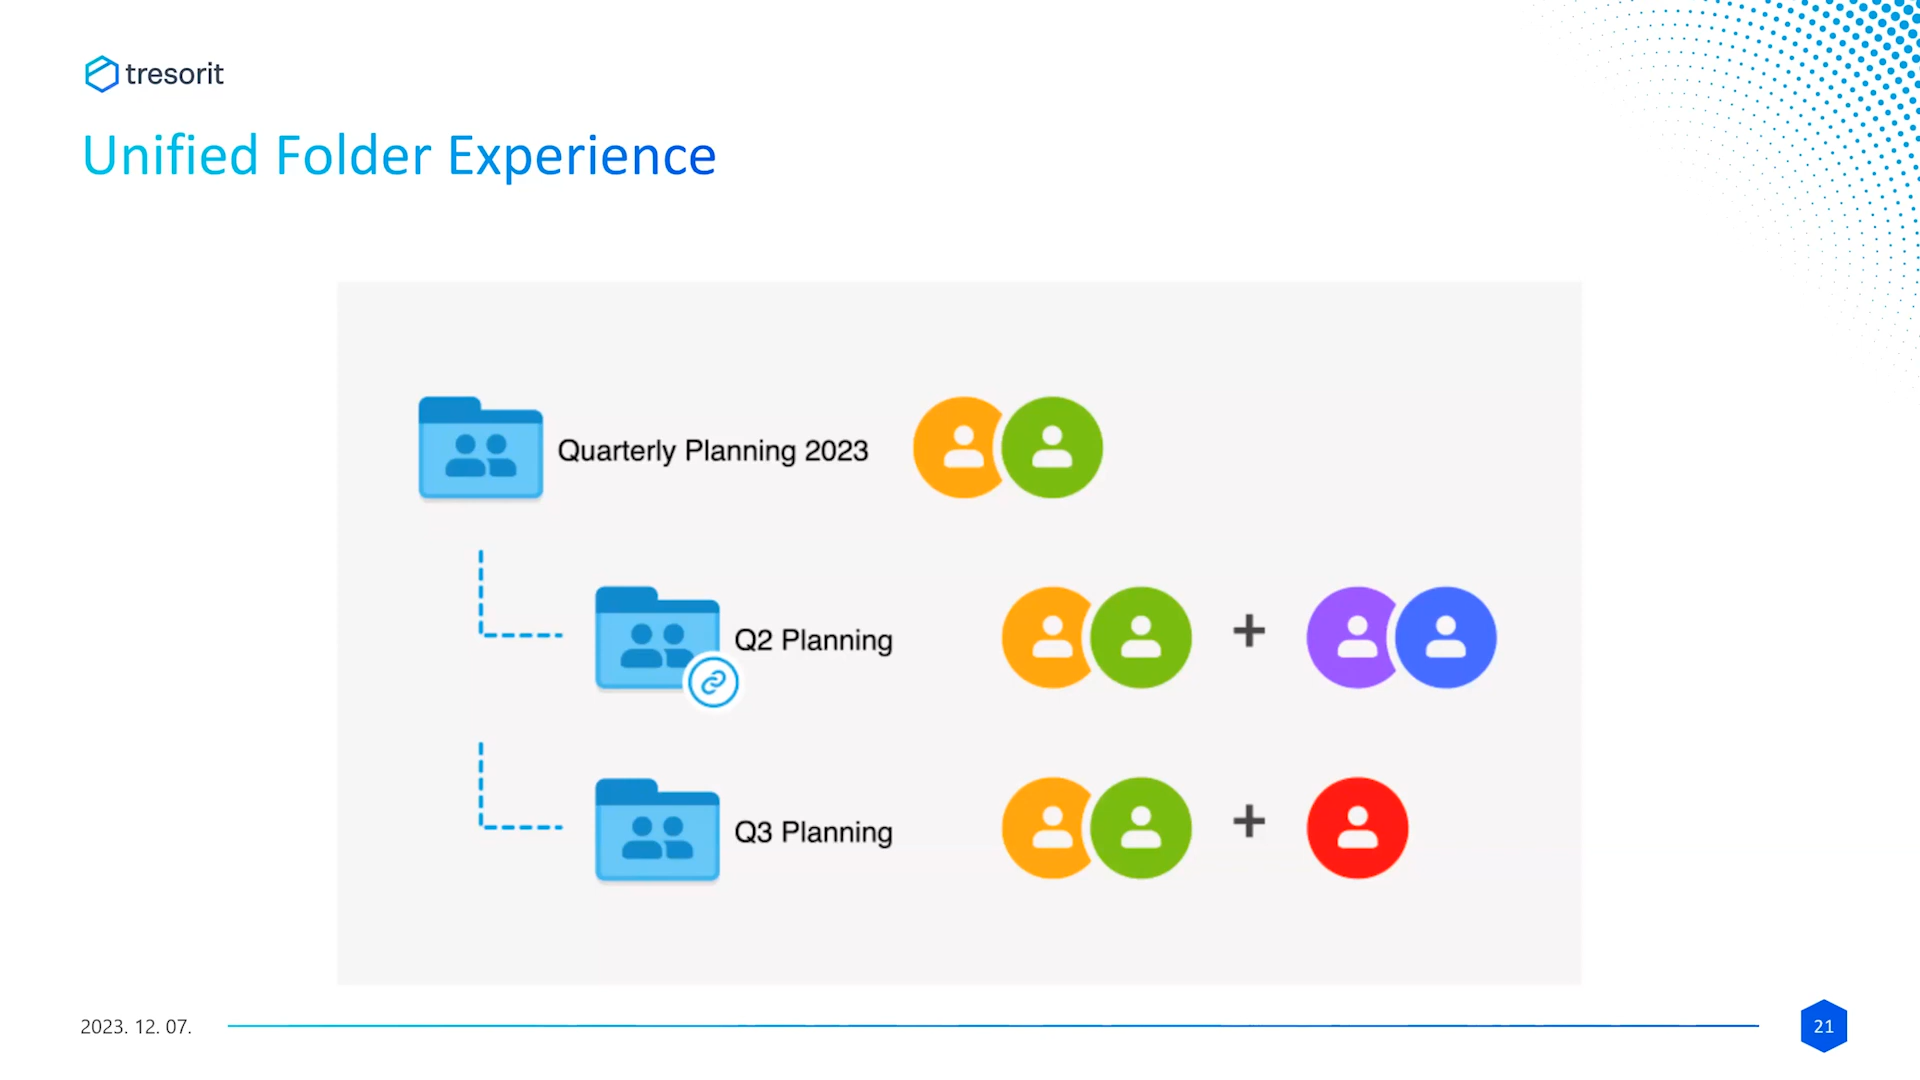 tresorit
Unified Folder Experience
Quarterly Planning 2023
Q2 Planning
+
Q3 Planning
+
2023. 12. 07.
21